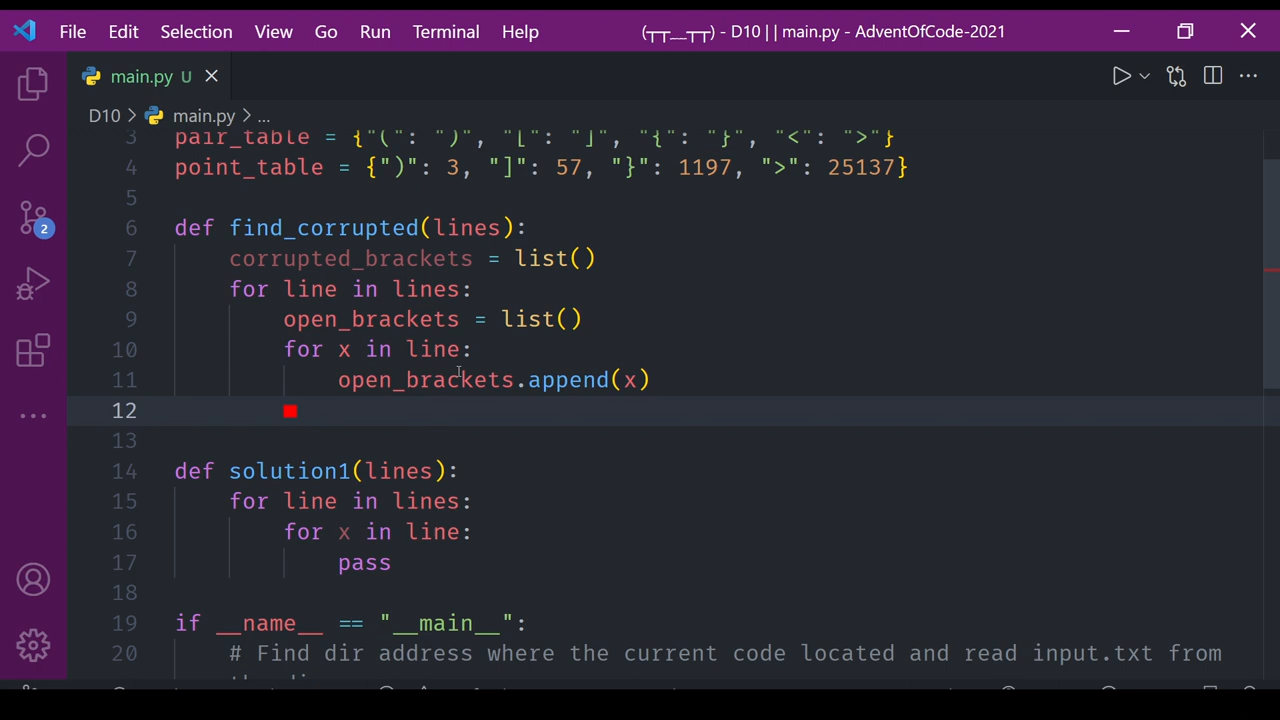 File Edit Selection View Go Run Terminal Help (┬┬﹏┬┬) - D10 | | main.py - AdventOfCode-2021
main.py U
D10 > main.py > ...
3 pair_table = {"(": ")", "[": "]", "{": "}", "<": ">"}
4 point_table = {")": 3, "]": 57, "}": 1197, ">": 25137}
5
6 def find_corrupted(lines):
7 corrupted_brackets = list()
8 for line in lines:
9 open_brackets = list()
10 for x in line:
11 open_brackets.append(x)
12
13
14 def solution1(lines):
15 for line in lines:
16 for x in line:
17 pass
18
19 if __name__ == "__main__":
20 # Find dir address where the current code located and read input.txt from
2